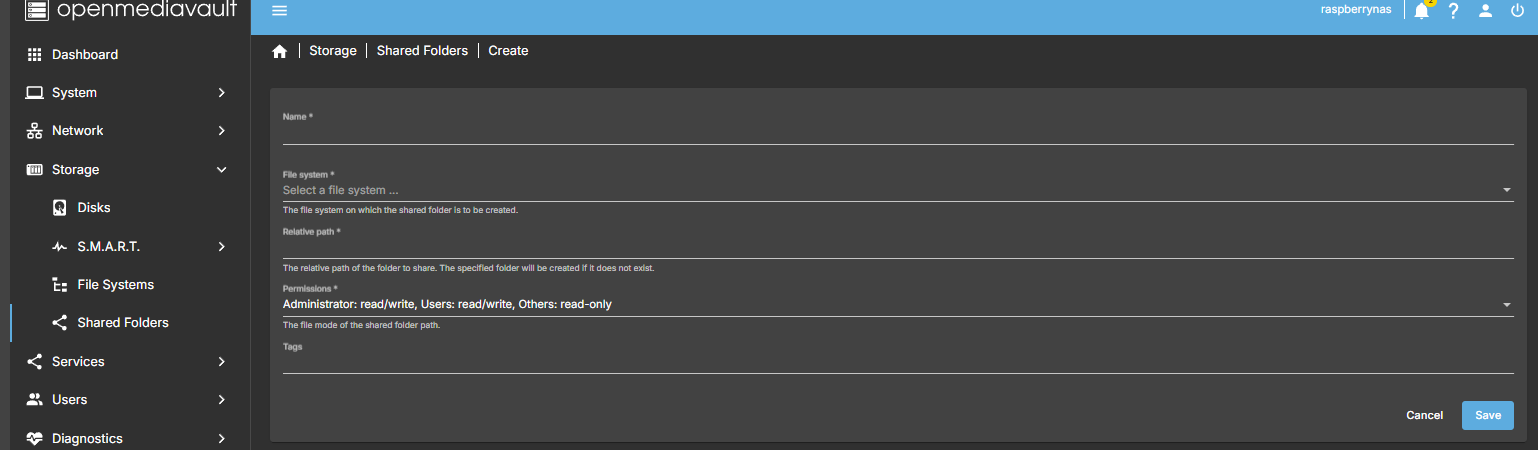 openmediavault
raspberrynas
2
?
Dashboard
System
Network
Storage
Disks
S.M.A.R.T.
File Systems
Shared Folders
Services
Users
Diagnostics
Storage | Shared Folders | Create
Name *
File system *
Select a file system ...
The file system on which the shared folder is to be created.
Relative path *
The relative path of the folder to share. The specified folder will be created if it does not exist.
Permissions *
Administrator: read/write, Users: read/write, Others: read-only
The file mode of the shared folder path.
Tags
Cancel
Save